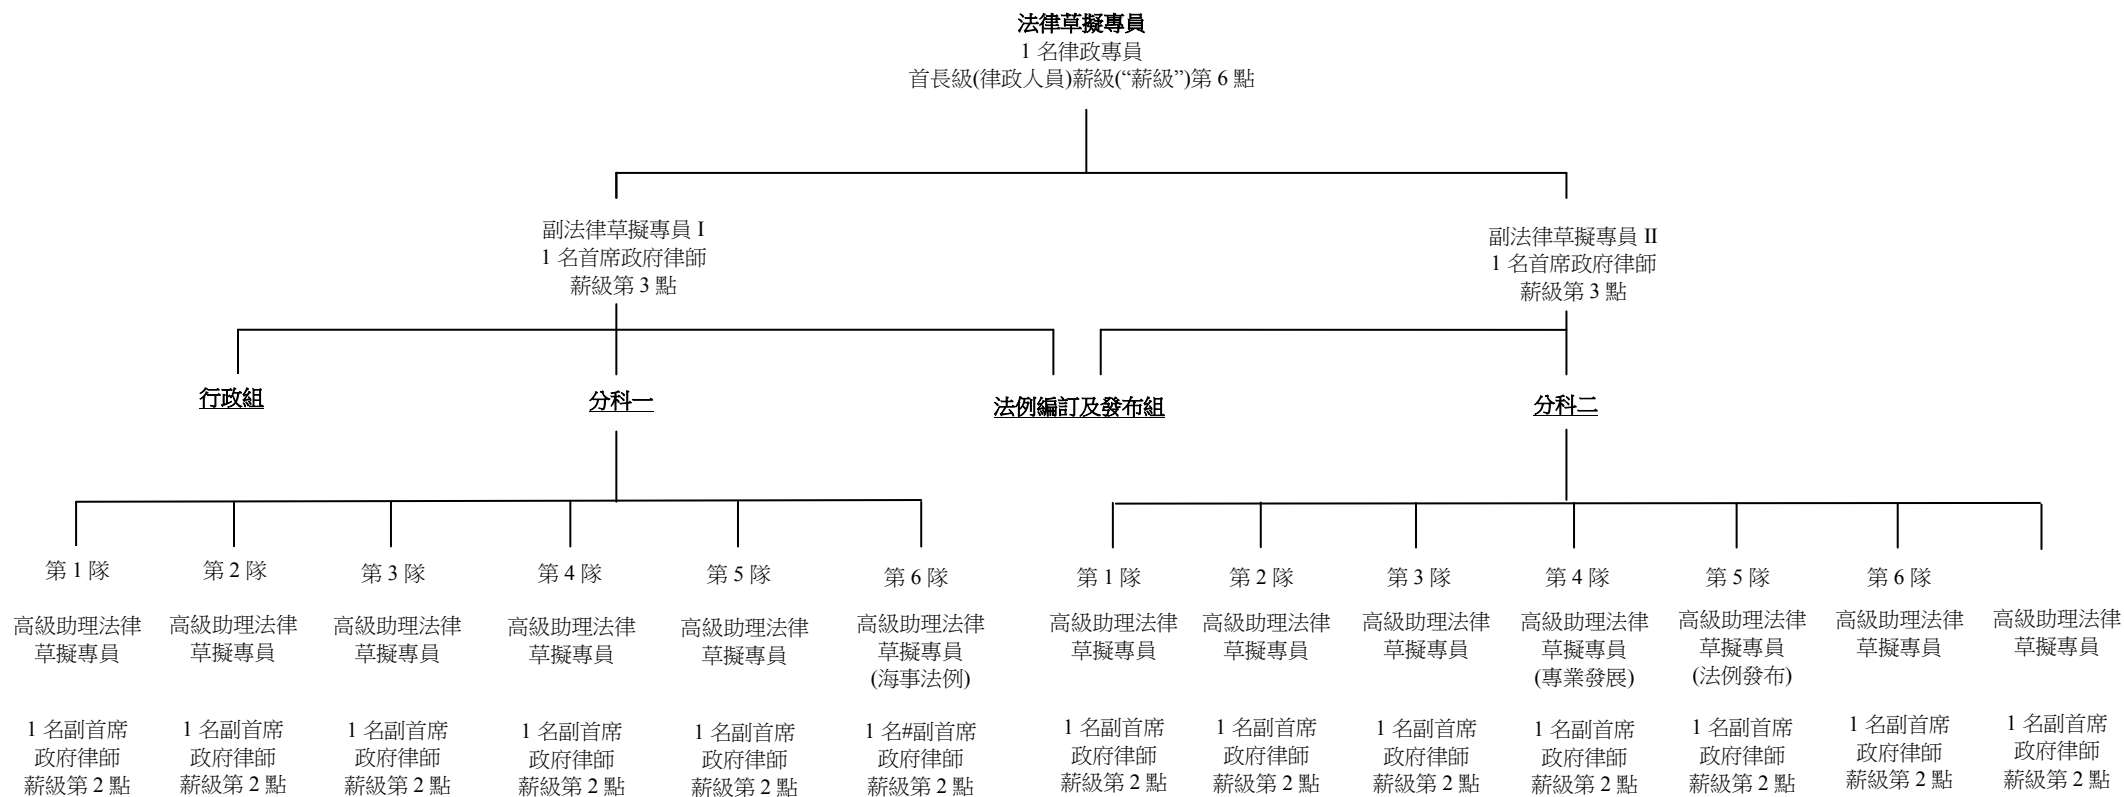 法律草擬專員
1 名律政專員
首長級(律政人員)薪級(“薪級”)第 6 點
副法律草擬專員 I
1 名首席政府律師
薪級第 3 點
副法律草擬專員 II
1 名首席政府律師
薪級第 3 點
行政組
分科一
法例編訂及發布組
分科二
第 1 隊
高級助理法律
草擬專員
1 名副首席
政府律師
薪級第 2 點
第 2 隊
高級助理法律
草擬專員
1 名副首席
政府律師
薪級第 2 點
第 3 隊
高級助理法律
草擬專員
1 名副首席
政府律師
薪級第 2 點
第 4 隊
高級助理法律
草擬專員
1 名副首席
政府律師
薪級第 2 點
第 5 隊
高級助理法律
草擬專員
1 名副首席
政府律師
薪級第 2 點
第 6 隊
高級助理法律
草擬專員
(海事法例)
1 名#副首席
政府律師
薪級第 2 點
第 1 隊
高級助理法律
草擬專員
1 名副首席
政府律師
薪級第 2 點
第 2 隊
高級助理法律
草擬專員
1 名副首席
政府律師
薪級第 2 點
第 3 隊
高級助理法律
草擬專員
1 名副首席
政府律師
薪級第 2 點
第 4 隊
高級助理法律
草擬專員
(專業發展)
1 名副首席
政府律師
薪級第 2 點
第 5 隊
高級助理法律
草擬專員
(法例發布)
1 名副首席
政府律師
薪級第 2 點
第 6 隊
高級助理法律
草擬專員
1 名副首席
政府律師
薪級第 2 點
高級助理法律
草擬專員
1 名副首席
政府律師
薪級第 2 點